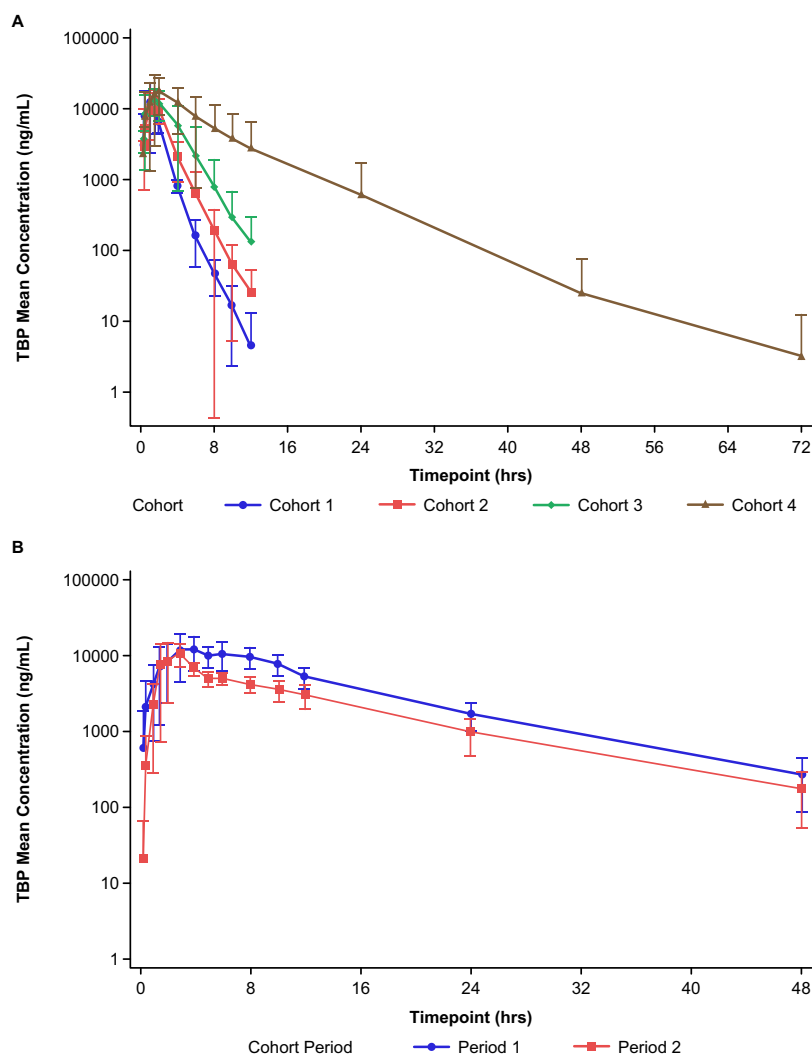 A
TBP Mean Concentration (ng/mL)
100000
10000
1000
100
10
1
0 8 16 24 32 40 48 56 64 72
Timepoint (hrs)
Cohort Cohort 1 Cohort 2 Cohort 3 Cohort 4
B
TBP Mean Concentration (ng/mL)
100000
10000
1000
100
10
1
0 8 16 24 32 40 48
Timepoint (hrs)
Cohort Period Period 1 Period 2